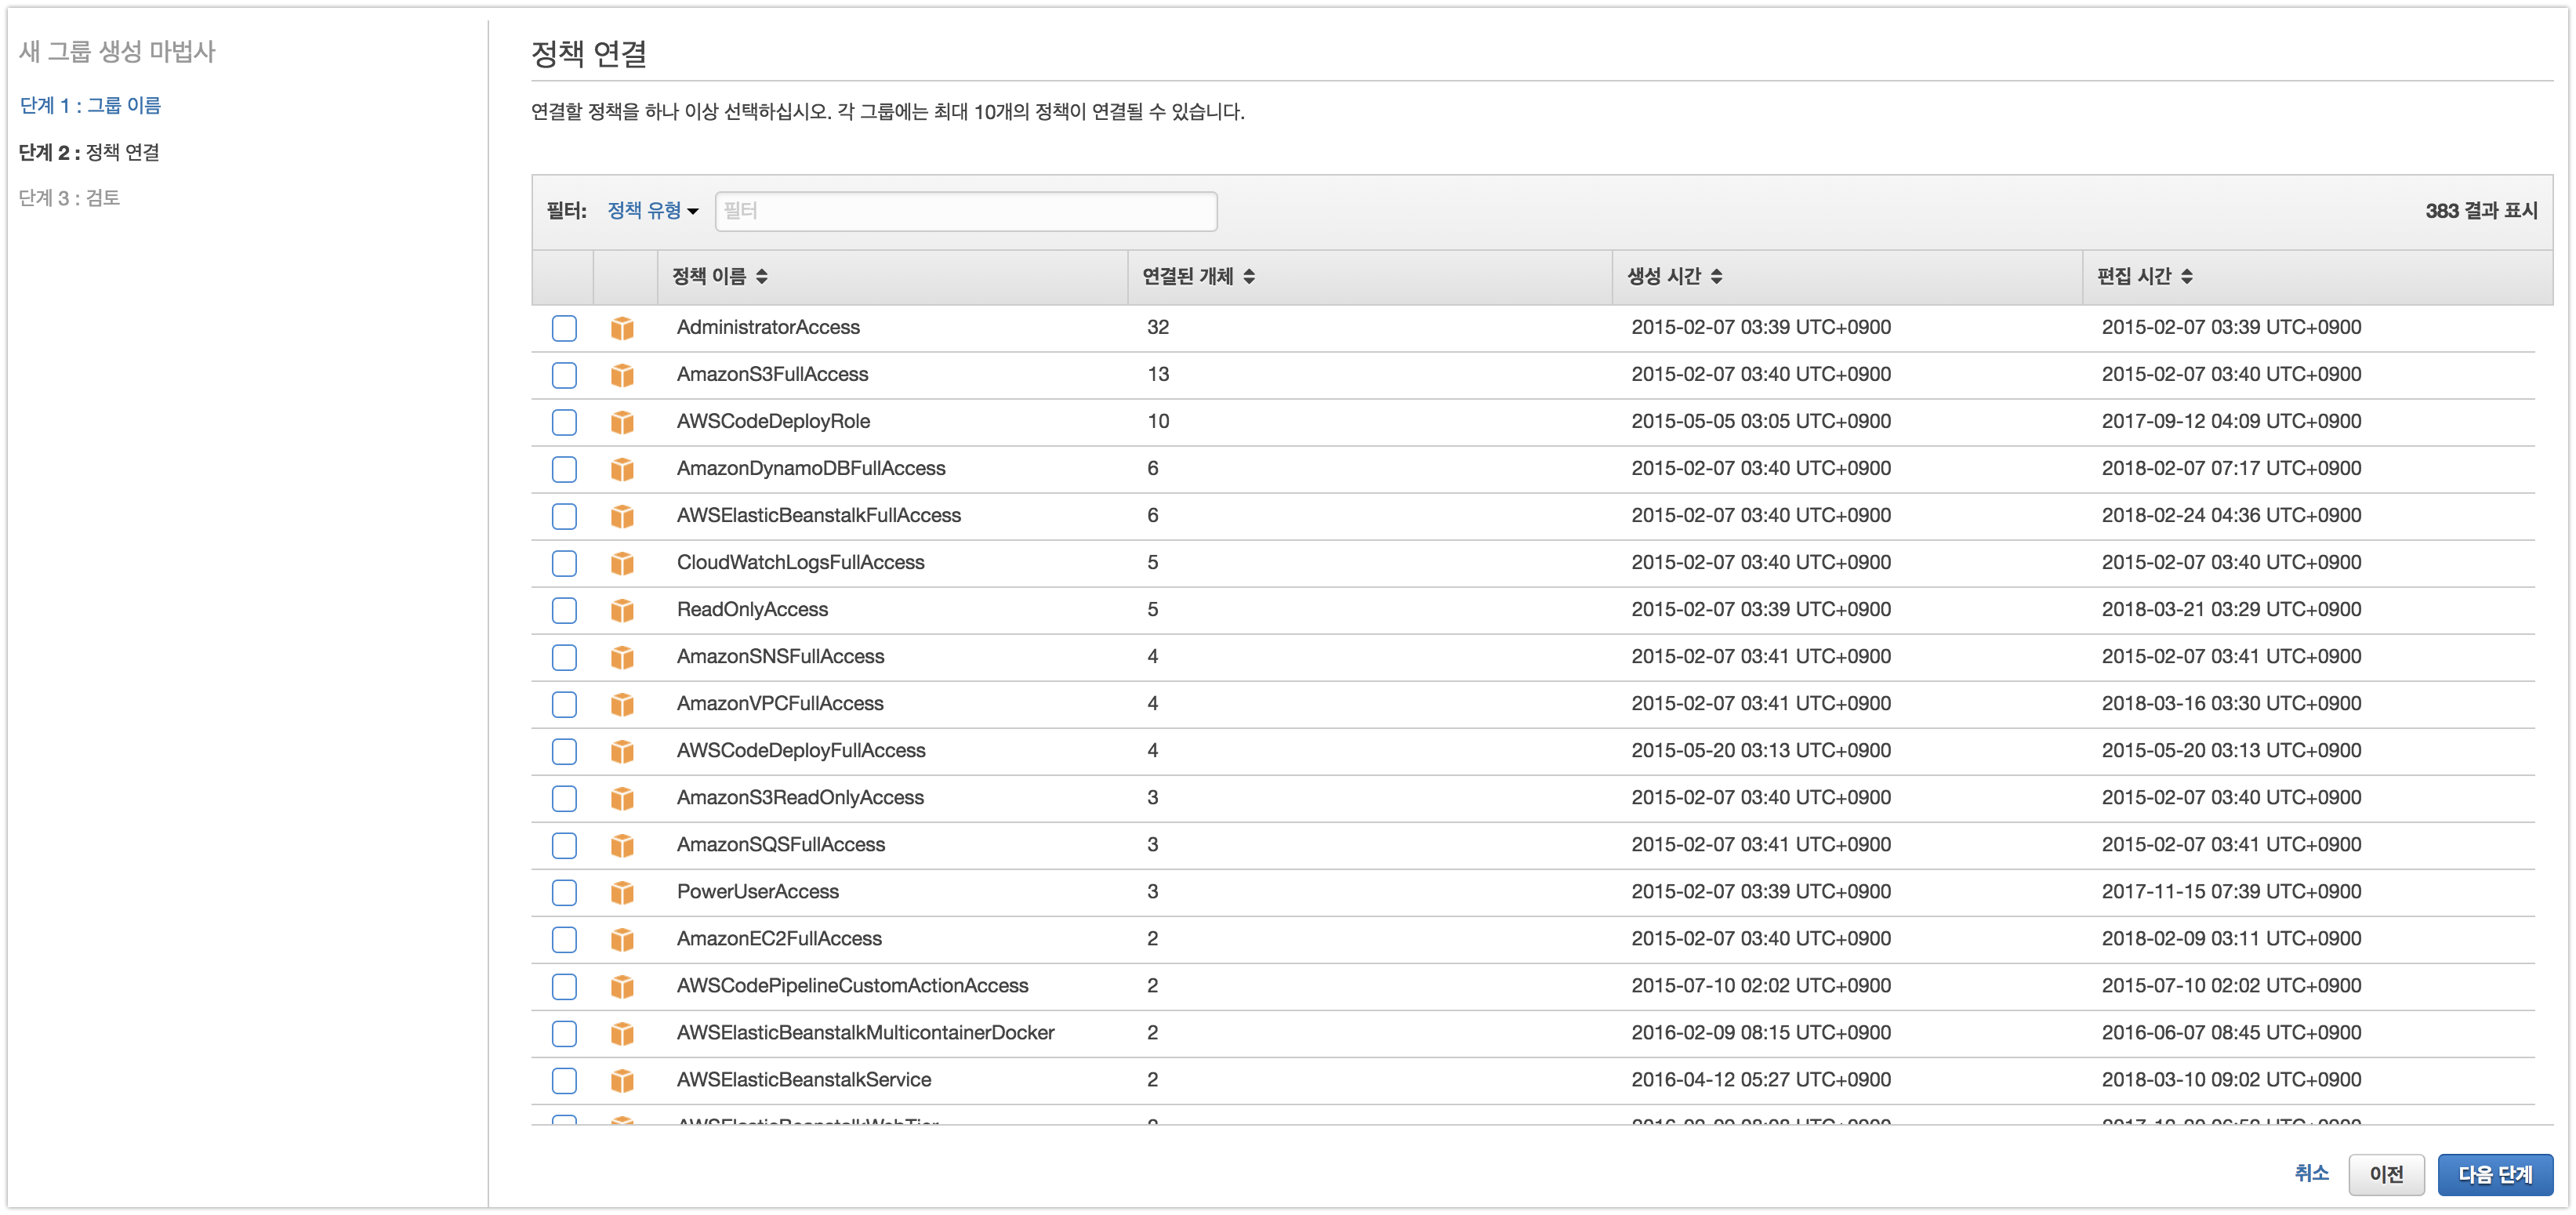 새 그룹 생성 마법사
단계 1 : 그룹 이름
단계 2 : 정책 연결
단계 3 : 검토
정책 연결
연결할 정책을 하나 이상 선택하십시오. 각 그룹에는 최대 10개의 정책이 연결될 수 있습니다.
필터: 정책 유형 필터 383 결과 표시
정책 이름 연결된 개체 생성 시간 편집 시간
AdministratorAccess 32 2015-02-07 03:39 UTC+0900 2015-02-07 03:39 UTC+0900
AmazonS3FullAccess 13 2015-02-07 03:40 UTC+0900 2015-02-07 03:40 UTC+0900
AWSCodeDeployRole 10 2015-05-05 03:05 UTC+0900 2017-09-12 04:09 UTC+0900
AmazonDynamoDBFullAccess 6 2015-02-07 03:40 UTC+0900 2018-02-07 07:17 UTC+0900
AWSElasticBeanstalkFullAccess 6 2015-02-07 03:40 UTC+0900 2018-02-24 04:36 UTC+0900
CloudWatchLogsFullAccess 5 2015-02-07 03:40 UTC+0900 2015-02-07 03:40 UTC+0900
ReadOnlyAccess 5 2015-02-07 03:39 UTC+0900 2018-03-21 03:29 UTC+0900
AmazonSNSFullAccess 4 2015-02-07 03:41 UTC+0900 2015-02-07 03:41 UTC+0900
AmazonVPCFullAccess 4 2015-02-07 03:41 UTC+0900 2018-03-16 03:30 UTC+0900
AWSCodeDeployFullAccess 4 2015-05-20 03:13 UTC+0900 2015-05-20 03:13 UTC+0900
AmazonS3ReadOnlyAccess 3 2015-02-07 03:40 UTC+0900 2015-02-07 03:40 UTC+0900
AmazonSQSFullAccess 3 2015-02-07 03:41 UTC+0900 2015-02-07 03:41 UTC+0900
PowerUserAccess 3 2015-02-07 03:39 UTC+0900 2017-11-15 07:39 UTC+0900
AmazonEC2FullAccess 2 2015-02-07 03:40 UTC+0900 2018-02-09 03:11 UTC+0900
AWSCodePipelineCustomActionAccess 2 2015-07-10 02:02 UTC+0900 2015-07-10 02:02 UTC+0900
AWSElasticBeanstalkMulticontainerDocker 2 2016-02-09 08:15 UTC+0900 2016-06-07 08:45 UTC+0900
AWSElasticBeanstalkService 2 2016-04-12 05:27 UTC+0900 2018-03-10 09:02 UTC+0900
AWSElasticBeanstalkWebTier
취소 이전 다음 단계